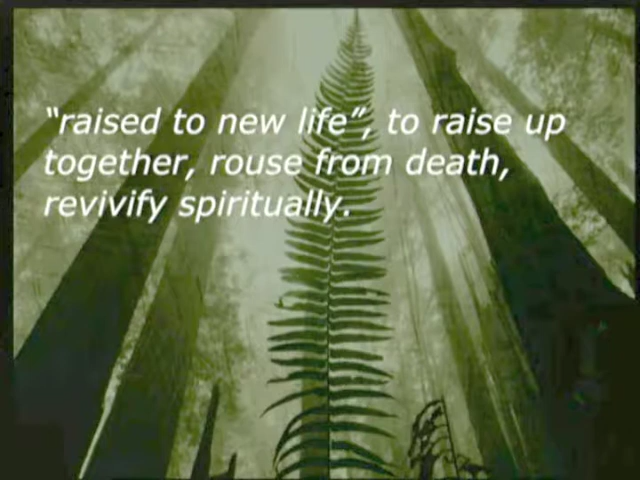 “raised to new life”, to raise up
together, rouse from death,
revivify spiritually.